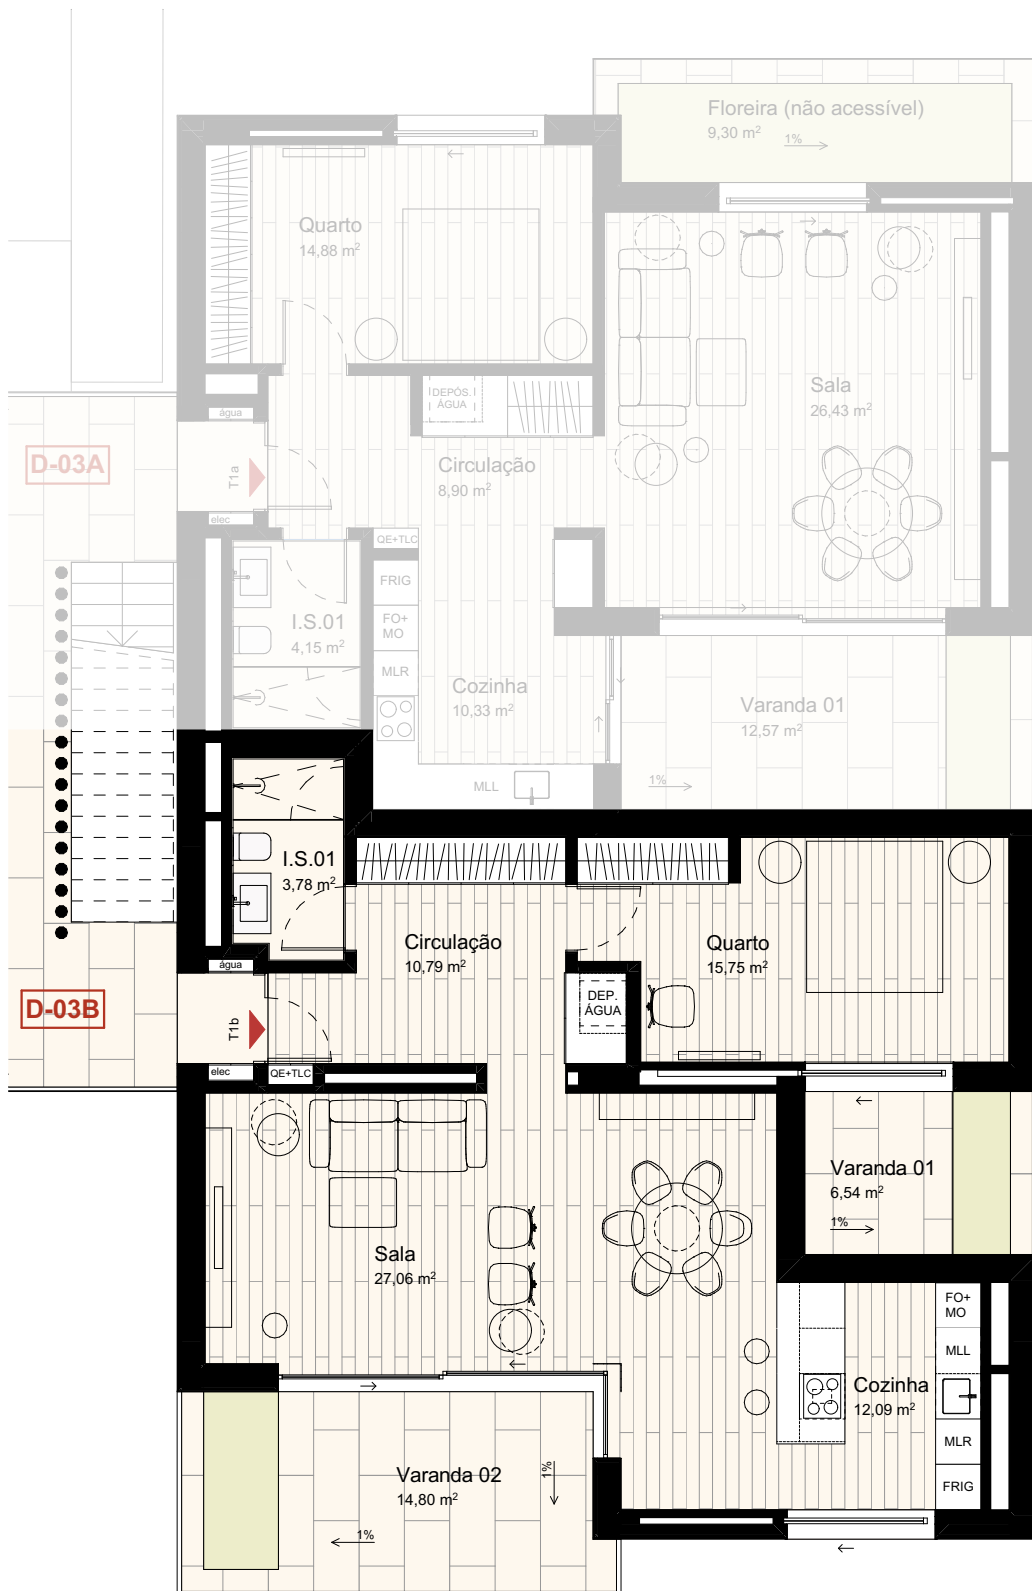 Floreira (não acessível)
9,30 m²
1%
Quarto
14,88 m²
Sala
26,43 m²
DEPÓS.
ÁGUA
água
D-03A
T1a
elec
Circulação
8,90 m²
QE+TLC
FRIG
FO+
MO
MLR
I.S.01
4,15 m²
Cozinha
10,33 m²
MLL
Varanda 01
12,57 m²
1%
I.S.01
3,78 m²
Circulação
10,79 m²
Quarto
15,75 m²
DEP.
ÁGUA
água
D-03B
T1b
elec
QE+TLC
Varanda 01
6,54 m²
1%
Sala
27,06 m²
FO+
MO
MLL
Cozinha
12,09 m²
MLR
FRIG
Varanda 02
14,80 m²
1%
1%